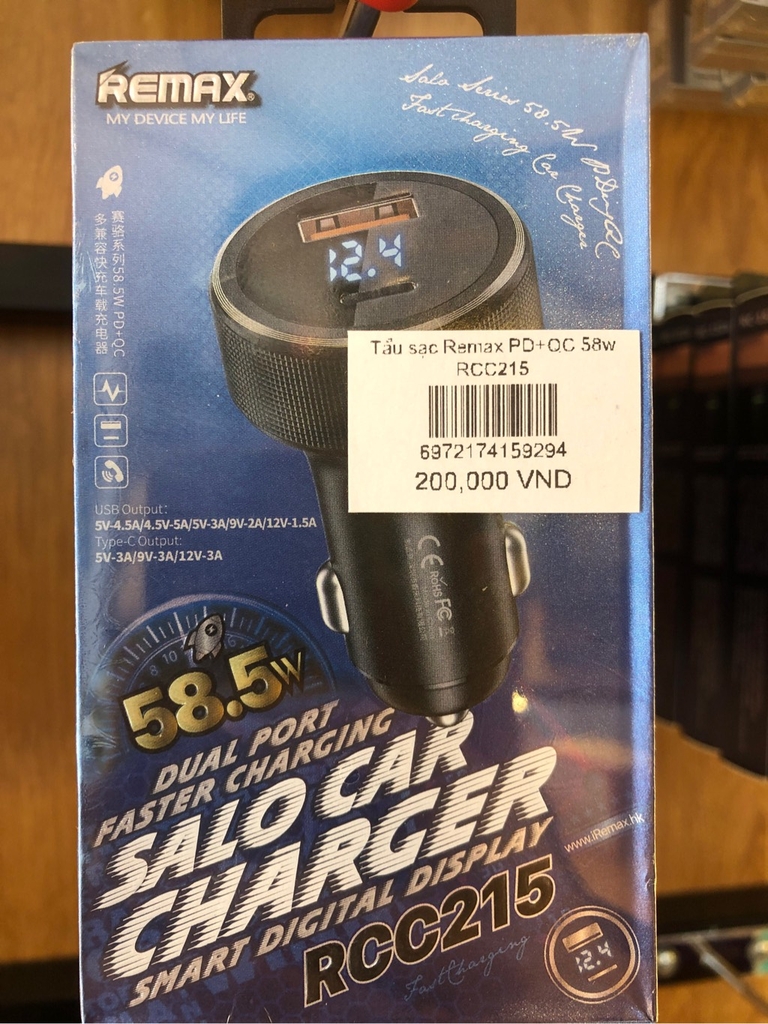 REMAX®
MY DEVICE MY LIFE
Salo Series 58.5W PD+QC
Fast charging Car Charger
赛骆系列58.5W PD+QC
多兼容快充车载充电器
12.4
Tẩu sạc Remax PD+QC 58w
RCC215
6972174159294
200,000 VND
USB Output:
5V-4.5A/4.5V-5A/5V-3A/9V-2A/12V-1.5A
Type-C Output:
5V-3A/9V-3A/12V-3A
CE RoHS FC
58.5W
DUAL PORT
FASTER CHARGING
SALO CAR
CHARGER
SMART DIGITAL DISPLAY
RCC215
Fast Charging
www.iRemax.hk
12.4